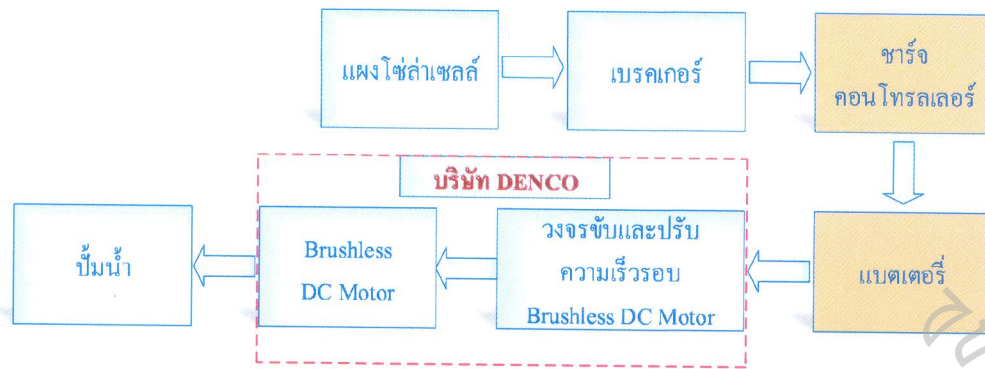 แผงโซ่ล่าเซลล์
เบรคเกอร์
ชาร์จ
คอนโทรลเลอร์
บริษัท DENCO
ปั้มน้ำ
Brushless
DC Motor
วงจรขับและปรับ
ความเร็วรอบ
Brushless DC Motor
แบตเตอรี่